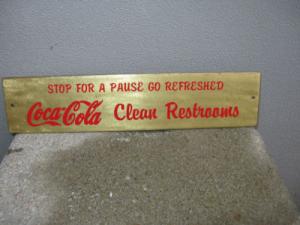 STOP FOR A PAUSE GO REFRESHED
Coca-Cola Clean Restrooms